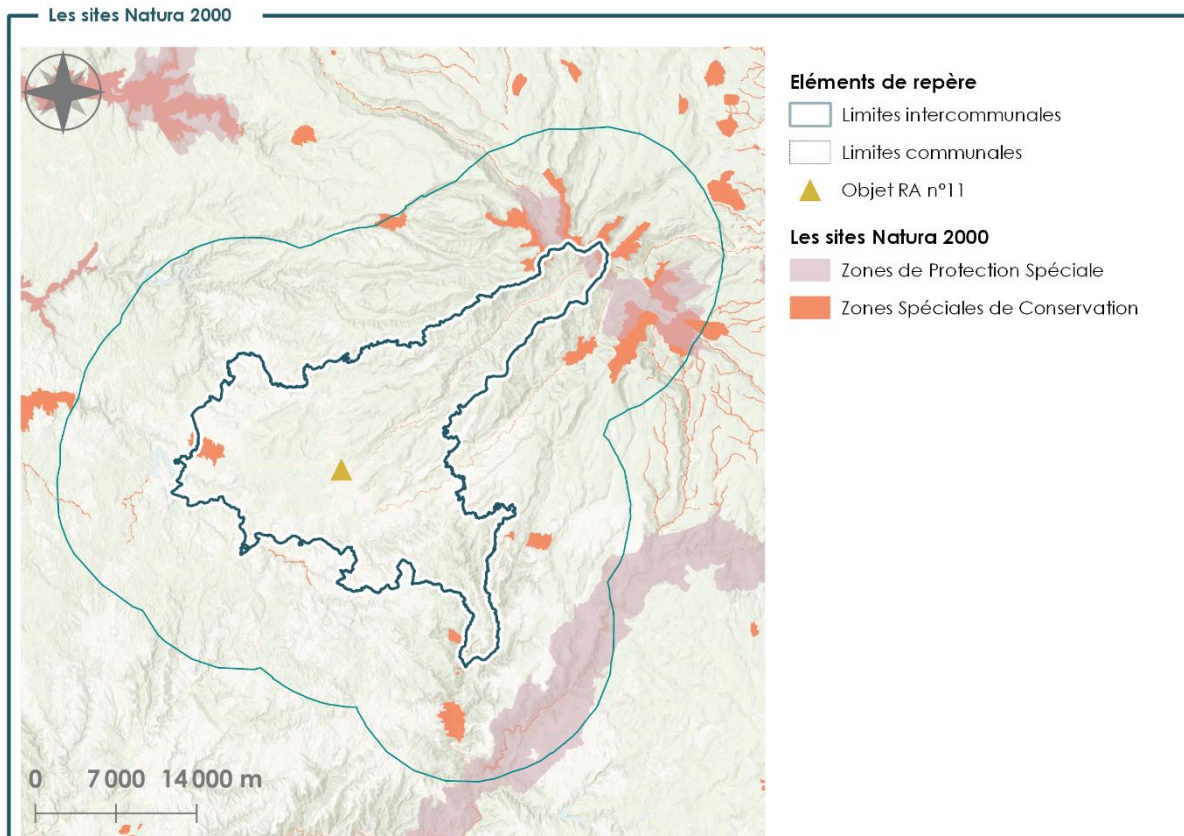 Les sites Natura 2000
Eléments de repère
Limites intercommunales
Limites communales
Objet RA n°11
Les sites Natura 2000
Zones de Protection Spéciale
Zones Spéciales de Conservation
0 7 000 14 000 m